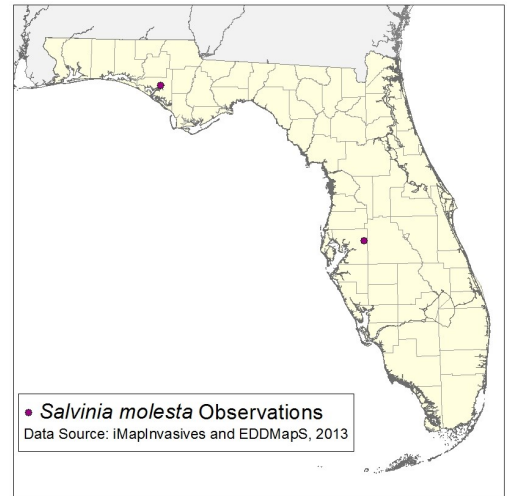 Salvinia molesta Observations
Data Source: iMapInvasives and EDDMapS, 2013